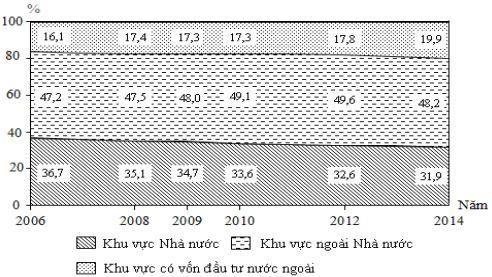 %
100
16,1 17,4 17,3 17,3 17,8 19,9
80
60
47,2 47,5 48,0 49,1 49,6 48,2
40
20
36,7 35,1 34,7 33,6 32,6 31,9
0
Năm
2006 2008 2009 2010 2012 2014
Khu vực Nhà nước Khu vực ngoài Nhà nước
Khu vực có vốn đầu tư nước ngoài